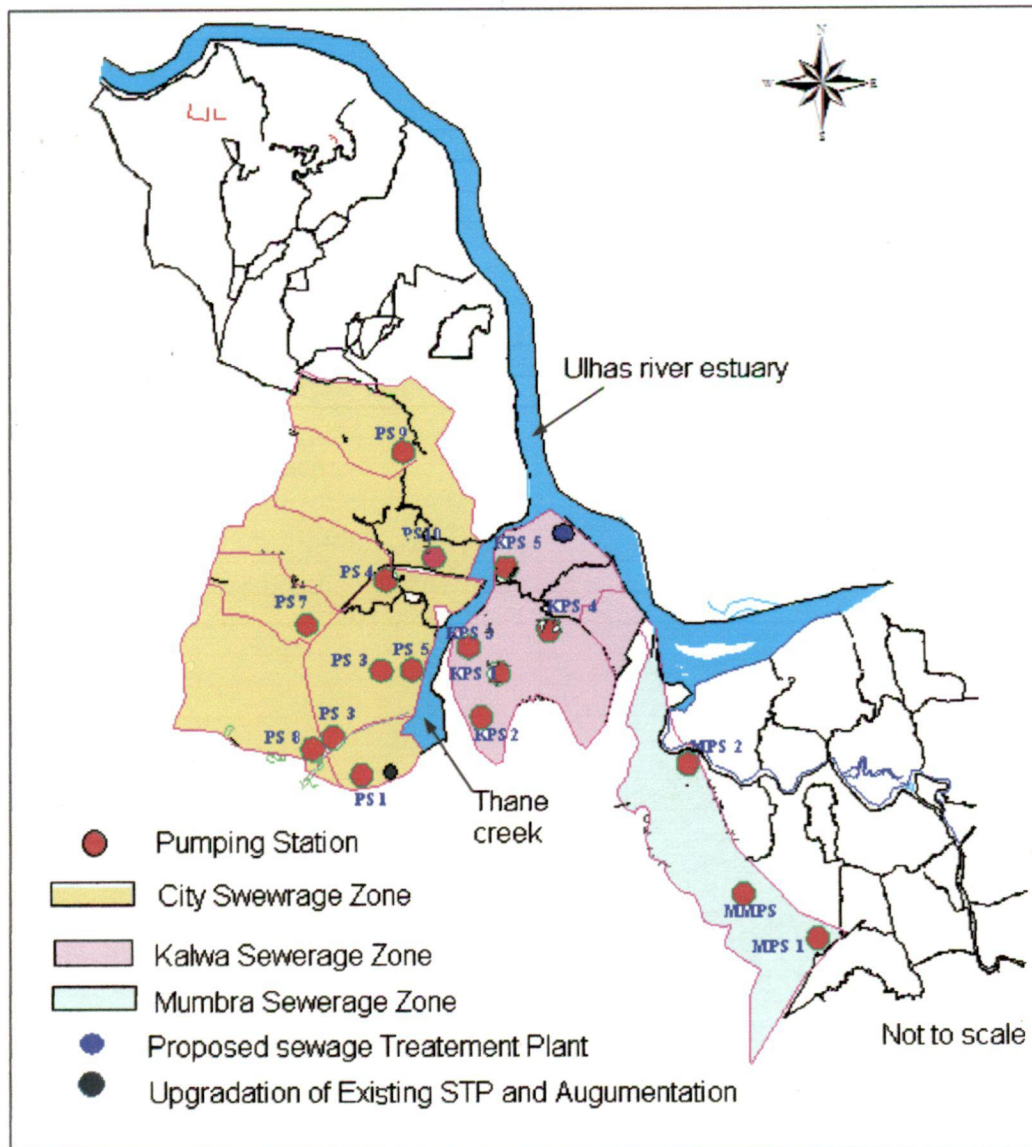 N
W
E
S
Ulhas river estuary
PS 9
PS 10
KPS 5
PS 4
KPS 4
PS 7
KPS 3
PS 3
PS 5
KPS 1
PS 3
PS 8
KPS 2
MPS 2
PS 1
Thane
creek
Pumping Station
City Swewrage Zone
MMPS
MPS 1
Kalwa Sewerage Zone
Mumbra Sewerage Zone
Not to scale
Proposed sewage Treatement Plant
Upgradation of Existing STP and Augumentation